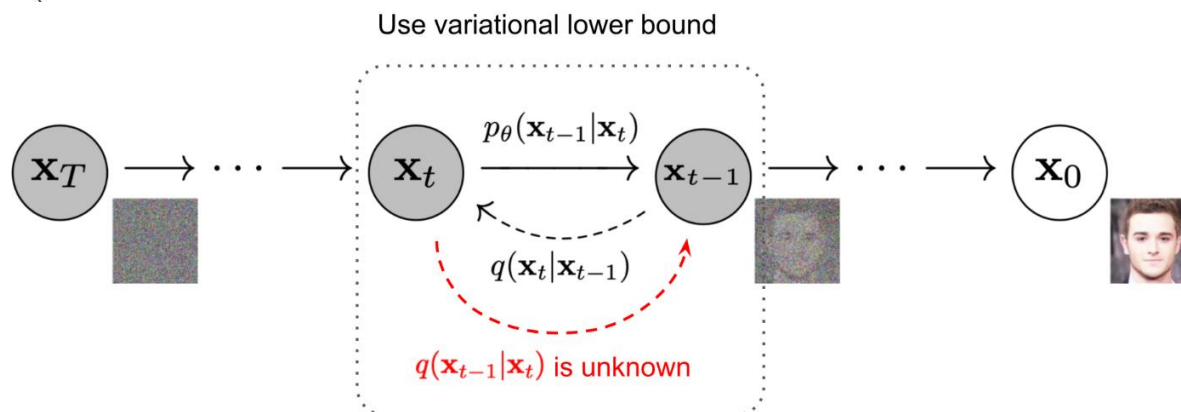 Use variational lower bound
x_T → ··· → x_t p_θ(x_{t−1}|x_t) x_{t−1} → ··· → x_0
q(x_t|x_{t−1})
q(x_{t−1}|x_t) is unknown